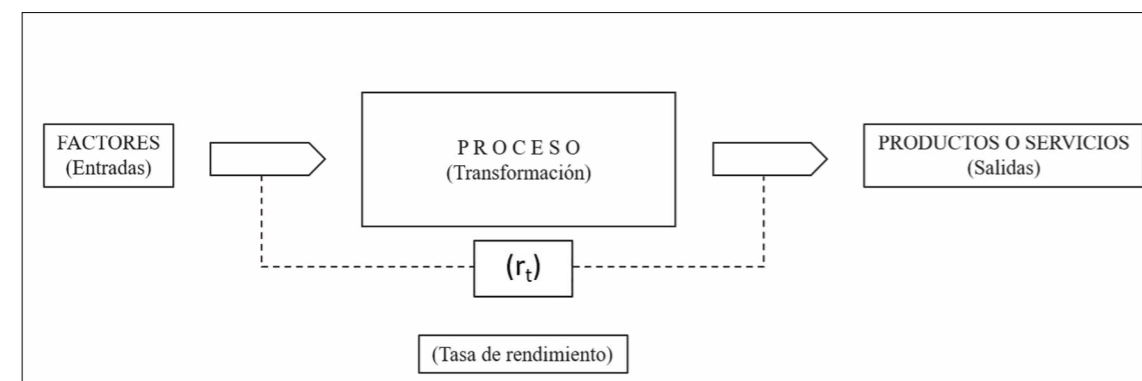 FACTORES
(Entradas)
P R O C E S O
(Transformación)
PRODUCTOS O SERVICIOS
(Salidas)
(rt)
(Tasa de rendimiento)